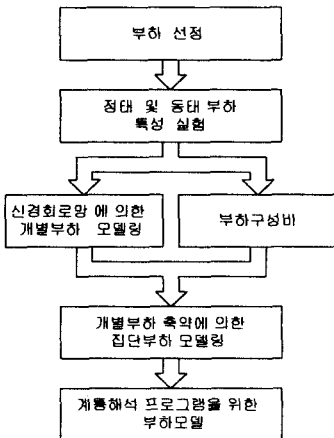 부하 선정
정태 및 동태 부하
특성 실험
신경회로망 에 의한
개별부하 모델링
부하구성비
개별부하 축약에 의한
집단부하 모델링
계통해석 프로그램을 위한
부하모델